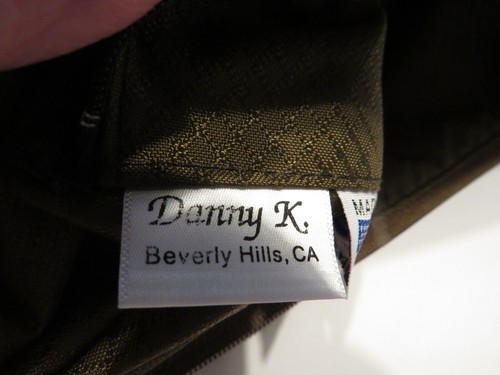 Danny K.
Beverly Hills, CA